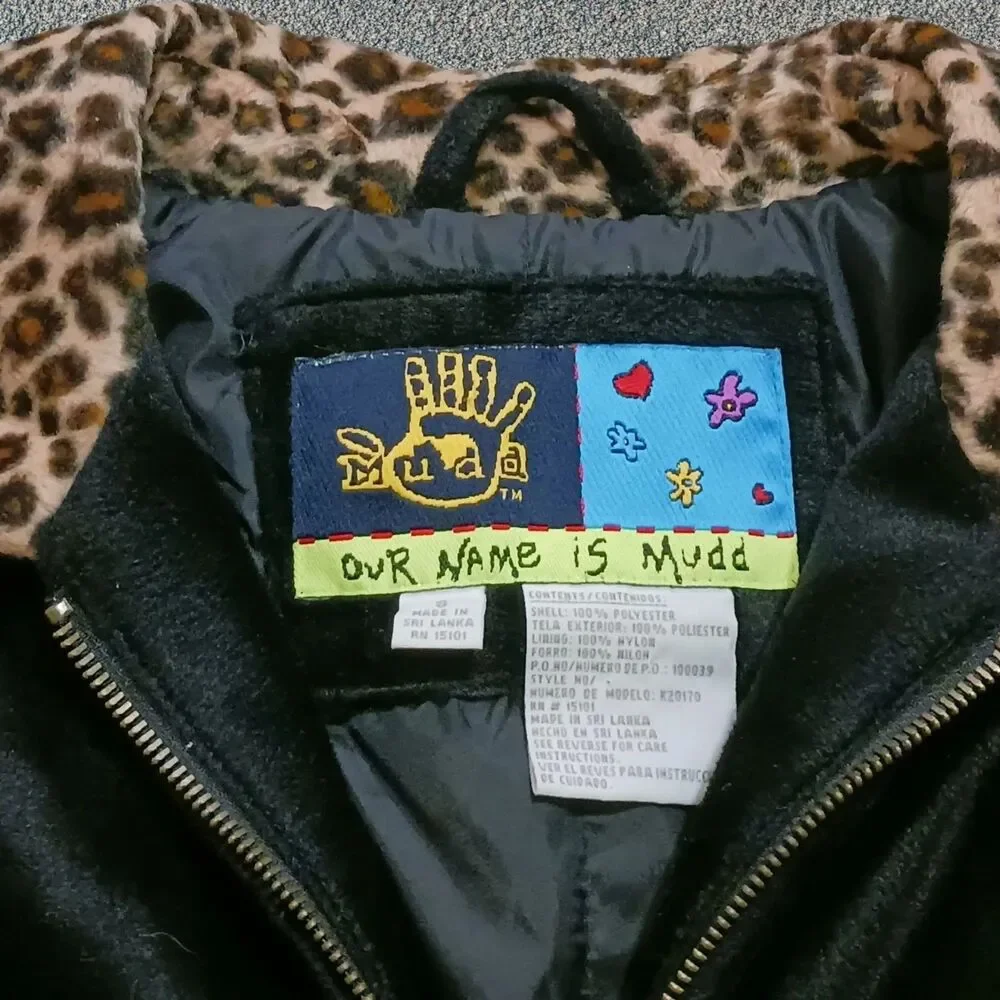 Mudd
TM
OUR NAME iS Mudd
S
MADE IN
SRI LANKA
RN 15101
CONTENTS/CONTENIDOS:
SHELL: 100% POLYESTER
TELA EXTERIOR: 100% POLIESTER
LINING: 100% NYLON
FORRO: 100% NILON
P.O.NO/NUMERO DE P.O.: 100039
STYLE NO/ .
NUMERO DE MODELO: K20170
RN # 15101
MADE IN SRI LANKA
HECHO EN SRI LANKA
SEE REVERSE FOR CARE
INSTRUCTIONS.
VER EL REVES PARA INSTRUCC
DE CUIDADO.